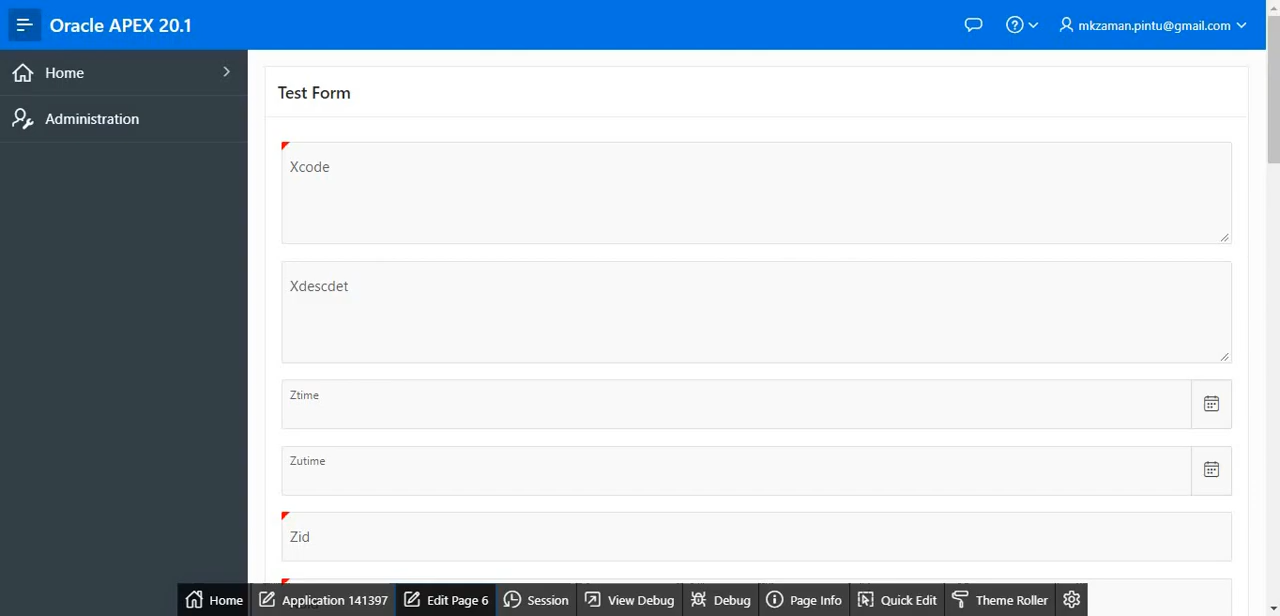 Oracle APEX 20.1
mkzaman.pintu@gmail.com
Home
Administration
Test Form
Xcode
Xdescdet
Ztime
Zutime
Zid
Home
Application 141397
Edit Page 6
Session
View Debug
Debug
Page Info
Quick Edit
Theme Roller